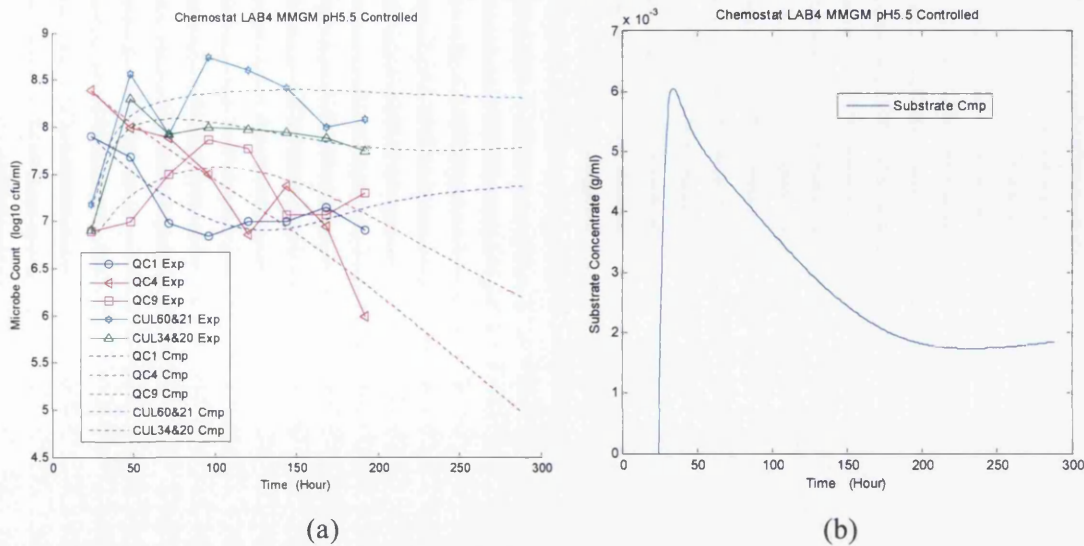 Chemostat LAB4 MMGM pH5.5 Controlled
9
8.5
8
7.5
7
6.5
6
5.5
5
4.5
Microbe Count (log10 cfu/ml)
QC1 Exp
QC4 Exp
QC9 Exp
CUL60&21 Exp
CUL34&20 Exp
QC1 Cmp
QC4 Cmp
QC9 Cmp
CUL60&21 Cmp
CUL34&20 Cmp
0 50 100 150 200 250 300
Time (Hour)
(a)
Chemostat LAB4 MMGM pH5.5 Controlled
x 10-3
7
6
5
4
3
2
1
0
Substrate Concentrate (g/ml)
Substrate Cmp
0 50 100 150 200 250 300
Time (Hour)
(b)